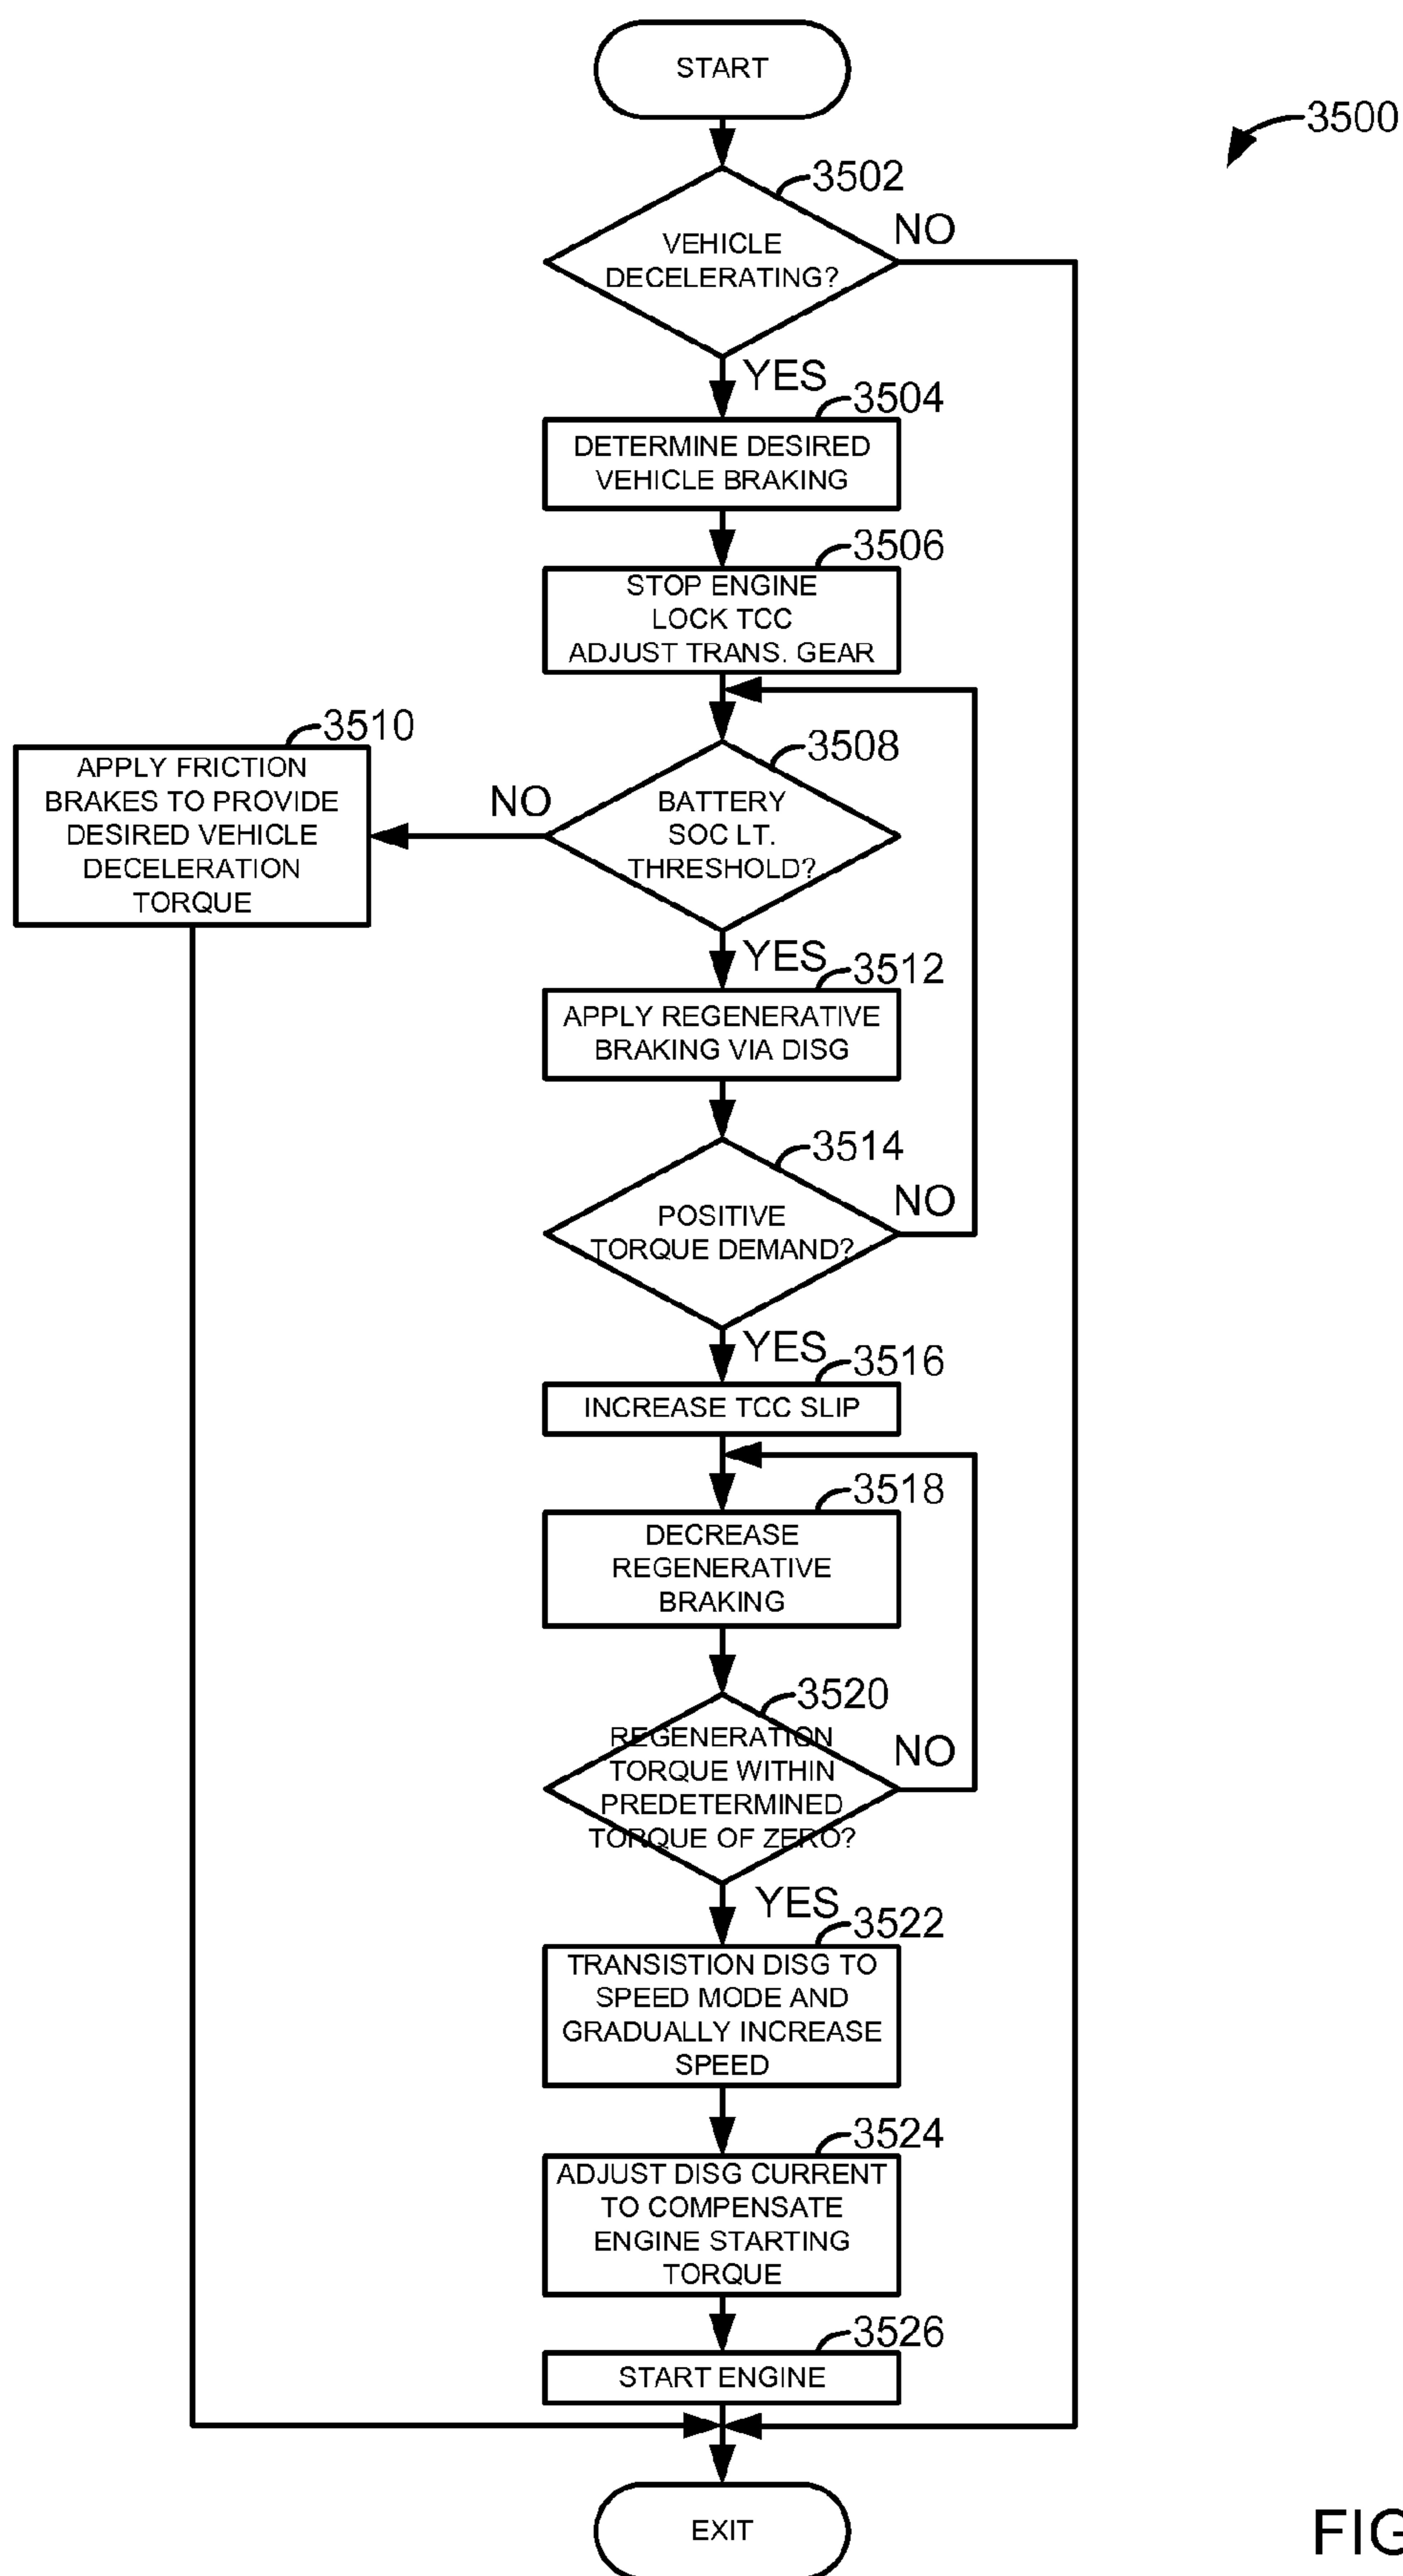 START
3500
3502
VEHICLE
DECELERATING?
NO
YES
3504
DETERMINE DESIRED
VEHICLE BRAKING
3506
STOP ENGINE
LOCK TCC
ADJUST TRANS. GEAR
3510
APPLY FRICTION
BRAKES TO PROVIDE
DESIRED VEHICLE
DECELERATION
TORQUE
NO
3508
BATTERY
SOC LT.
THRESHOLD?
YES
3512
APPLY REGENERATIVE
BRAKING VIA DISG
3514
POSITIVE
TORQUE DEMAND?
NO
YES
3516
INCREASE TCC SLIP
3518
DECREASE
REGENERATIVE
BRAKING
3520
REGENERATION
TORQUE WITHIN
PREDETERMINED
TORQUE OF ZERO?
NO
YES
3522
TRANSISTION DISG TO
SPEED MODE AND
GRADUALLY INCREASE
SPEED
3524
ADJUST DISG CURRENT
TO COMPENSATE
ENGINE STARTING
TORQUE
3526
START ENGINE
EXIT
FIG